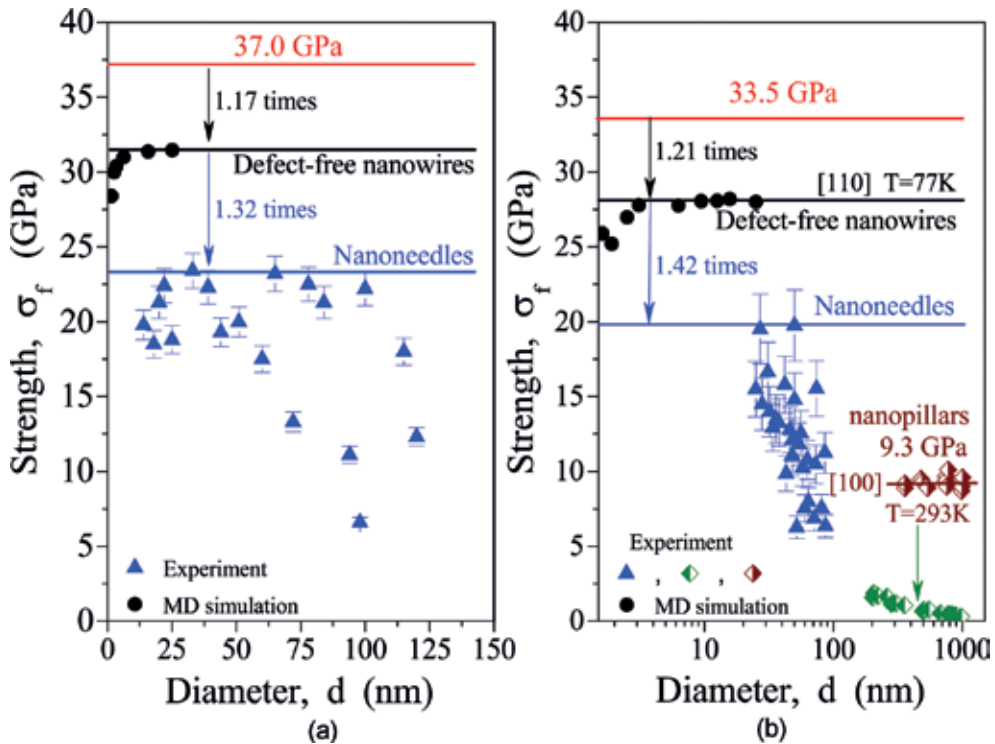 40
35
30
25
20
15
10
5
0
Strength, σf (GPa)
37.0 GPa
1.17 times
Defect-free nanowires
1.32 times
Nanoneedles
Experiment
MD simulation
0 25 50 75 100 125 150
Diameter, d (nm)
(a)
40
35
30
25
20
15
10
5
0
Strength, σf (GPa)
33.5 GPa
1.21 times
[110] T=77K
Defect-free nanowires
1.42 times
Nanoneedles
nanopillars
9.3 GPa
[100]
T=293K
Experiment
, ,
MD simulation
10 100 1000
Diameter, d (nm)
(b)